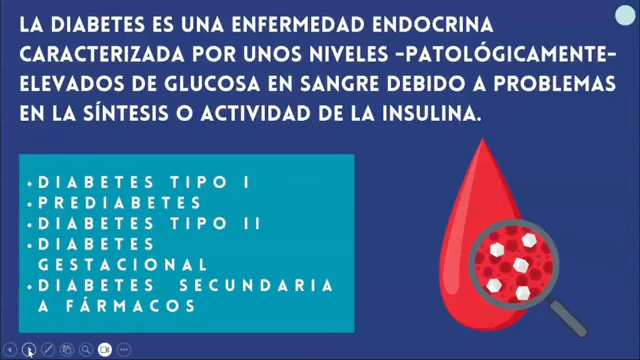 LA DIABETES ES UNA ENFERMEDAD ENDOCRINA
CARACTERIZADA POR UNOS NIVELES -PATOLÓGICAMENTE-
ELEVADOS DE GLUCOSA EN SANGRE DEBIDO A PROBLEMAS
EN LA SÍNTESIS O ACTIVIDAD DE LA INSULINA.
•DIABETES TIPO I
•PREDIABETES
•DIABETES TIPO II
•DIABETES
GESTACIONAL
•DIABETES SECUNDARIA
A FÁRMACOS